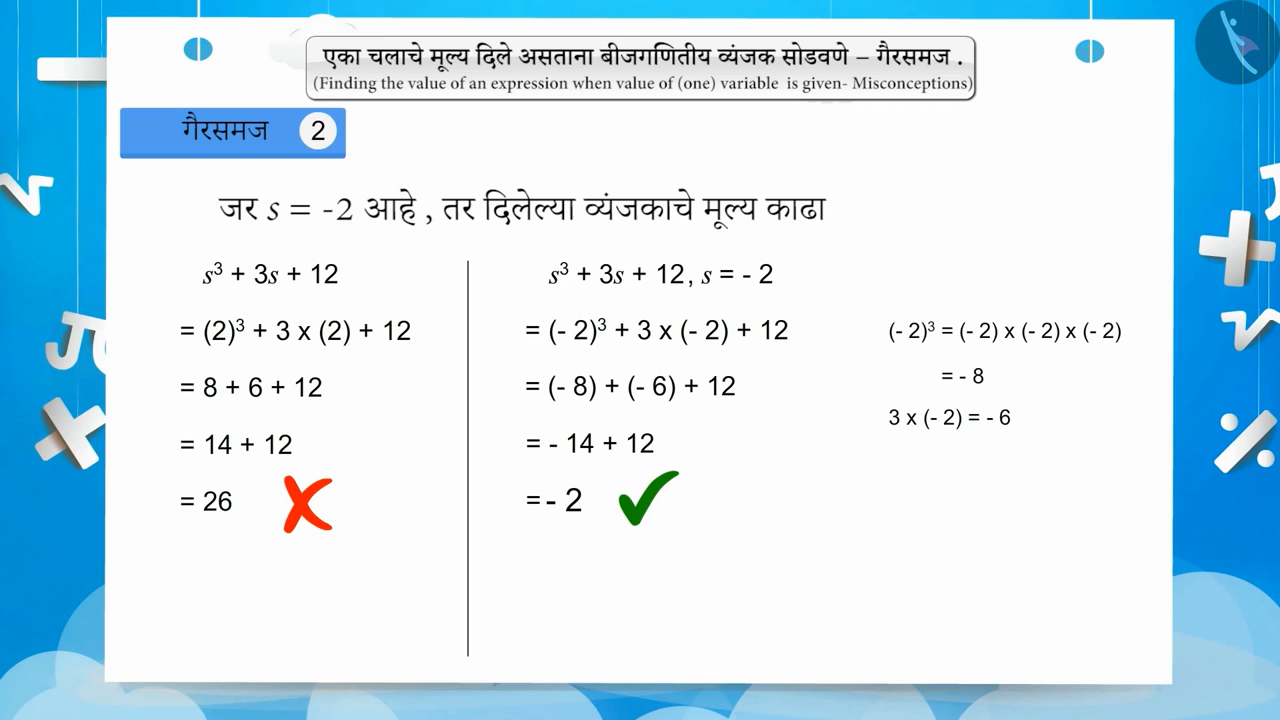 एका चलाचे मूल्य दिले असताना बीजगणितीय व्यंजक सोडवणे – गैरसमज .
(Finding the value of an expression when value of (one) variable is given- Misconceptions)
गैरसमज 2
जर s = -2 आहे , तर दिलेल्या व्यंजकाचे मूल्य काढा
s³ + 3s + 12
= (2)³ + 3 x (2) + 12
= 8 + 6 + 12
= 14 + 12
= 26
s³ + 3s + 12, s = - 2
= (- 2)³ + 3 x (- 2) + 12
= (- 8) + (- 6) + 12
= - 14 + 12
= - 2
(- 2)³ = (- 2) x (- 2) x (- 2)
= - 8
3 x (- 2) = - 6